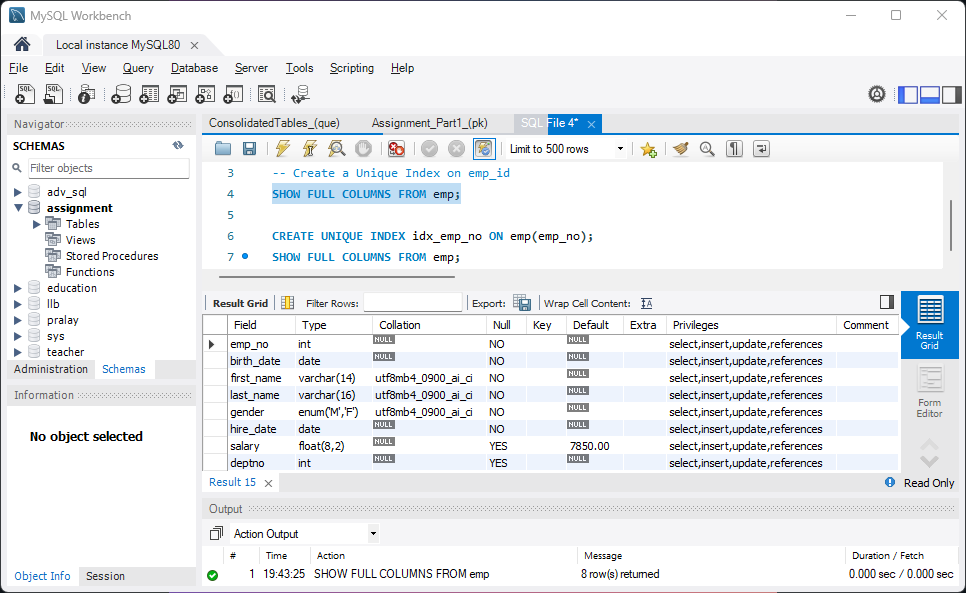 MySQL Workbench
Local instance MySQL80
File Edit View Query Database Server Tools Scripting Help
Navigator
SCHEMAS
Filter objects
adv_sql
assignment
Tables
Views
Stored Procedures
Functions
education
llb
pralay
sys
teacher
Administration Schemas
Information
No object selected
Object Info Session
ConsolidatedTables_(que) Assignment_Part1_(pk) SQL File 4*
Limit to 500 rows
3 -- Create a Unique Index on emp_id
4 SHOW FULL COLUMNS FROM emp;
5
6 CREATE UNIQUE INDEX idx_emp_no ON emp(emp_no);
7 SHOW FULL COLUMNS FROM emp;
Result Grid Filter Rows: Export: Wrap Cell Content:
Field Type Collation Null Key Default Extra Privileges Comment
emp_no int NULL NO NULL select,insert,update,references
birth_date date NULL NO NULL select,insert,update,references
first_name varchar(14) utf8mb4_0900_ai_ci NO NULL select,insert,update,references
last_name varchar(16) utf8mb4_0900_ai_ci NO NULL select,insert,update,references
gender enum('M','F') utf8mb4_0900_ai_ci NO NULL select,insert,update,references
hire_date date NULL NO NULL select,insert,update,references
salary float(8,2) NULL YES 7850.00 select,insert,update,references
deptno int NULL YES NULL select,insert,update,references
Result Grid
Form Editor
Result 15
Read Only
Output
Action Output
# Time Action Message Duration / Fetch
1 19:43:25 SHOW FULL COLUMNS FROM emp 8 row(s) returned 0.000 sec / 0.000 sec